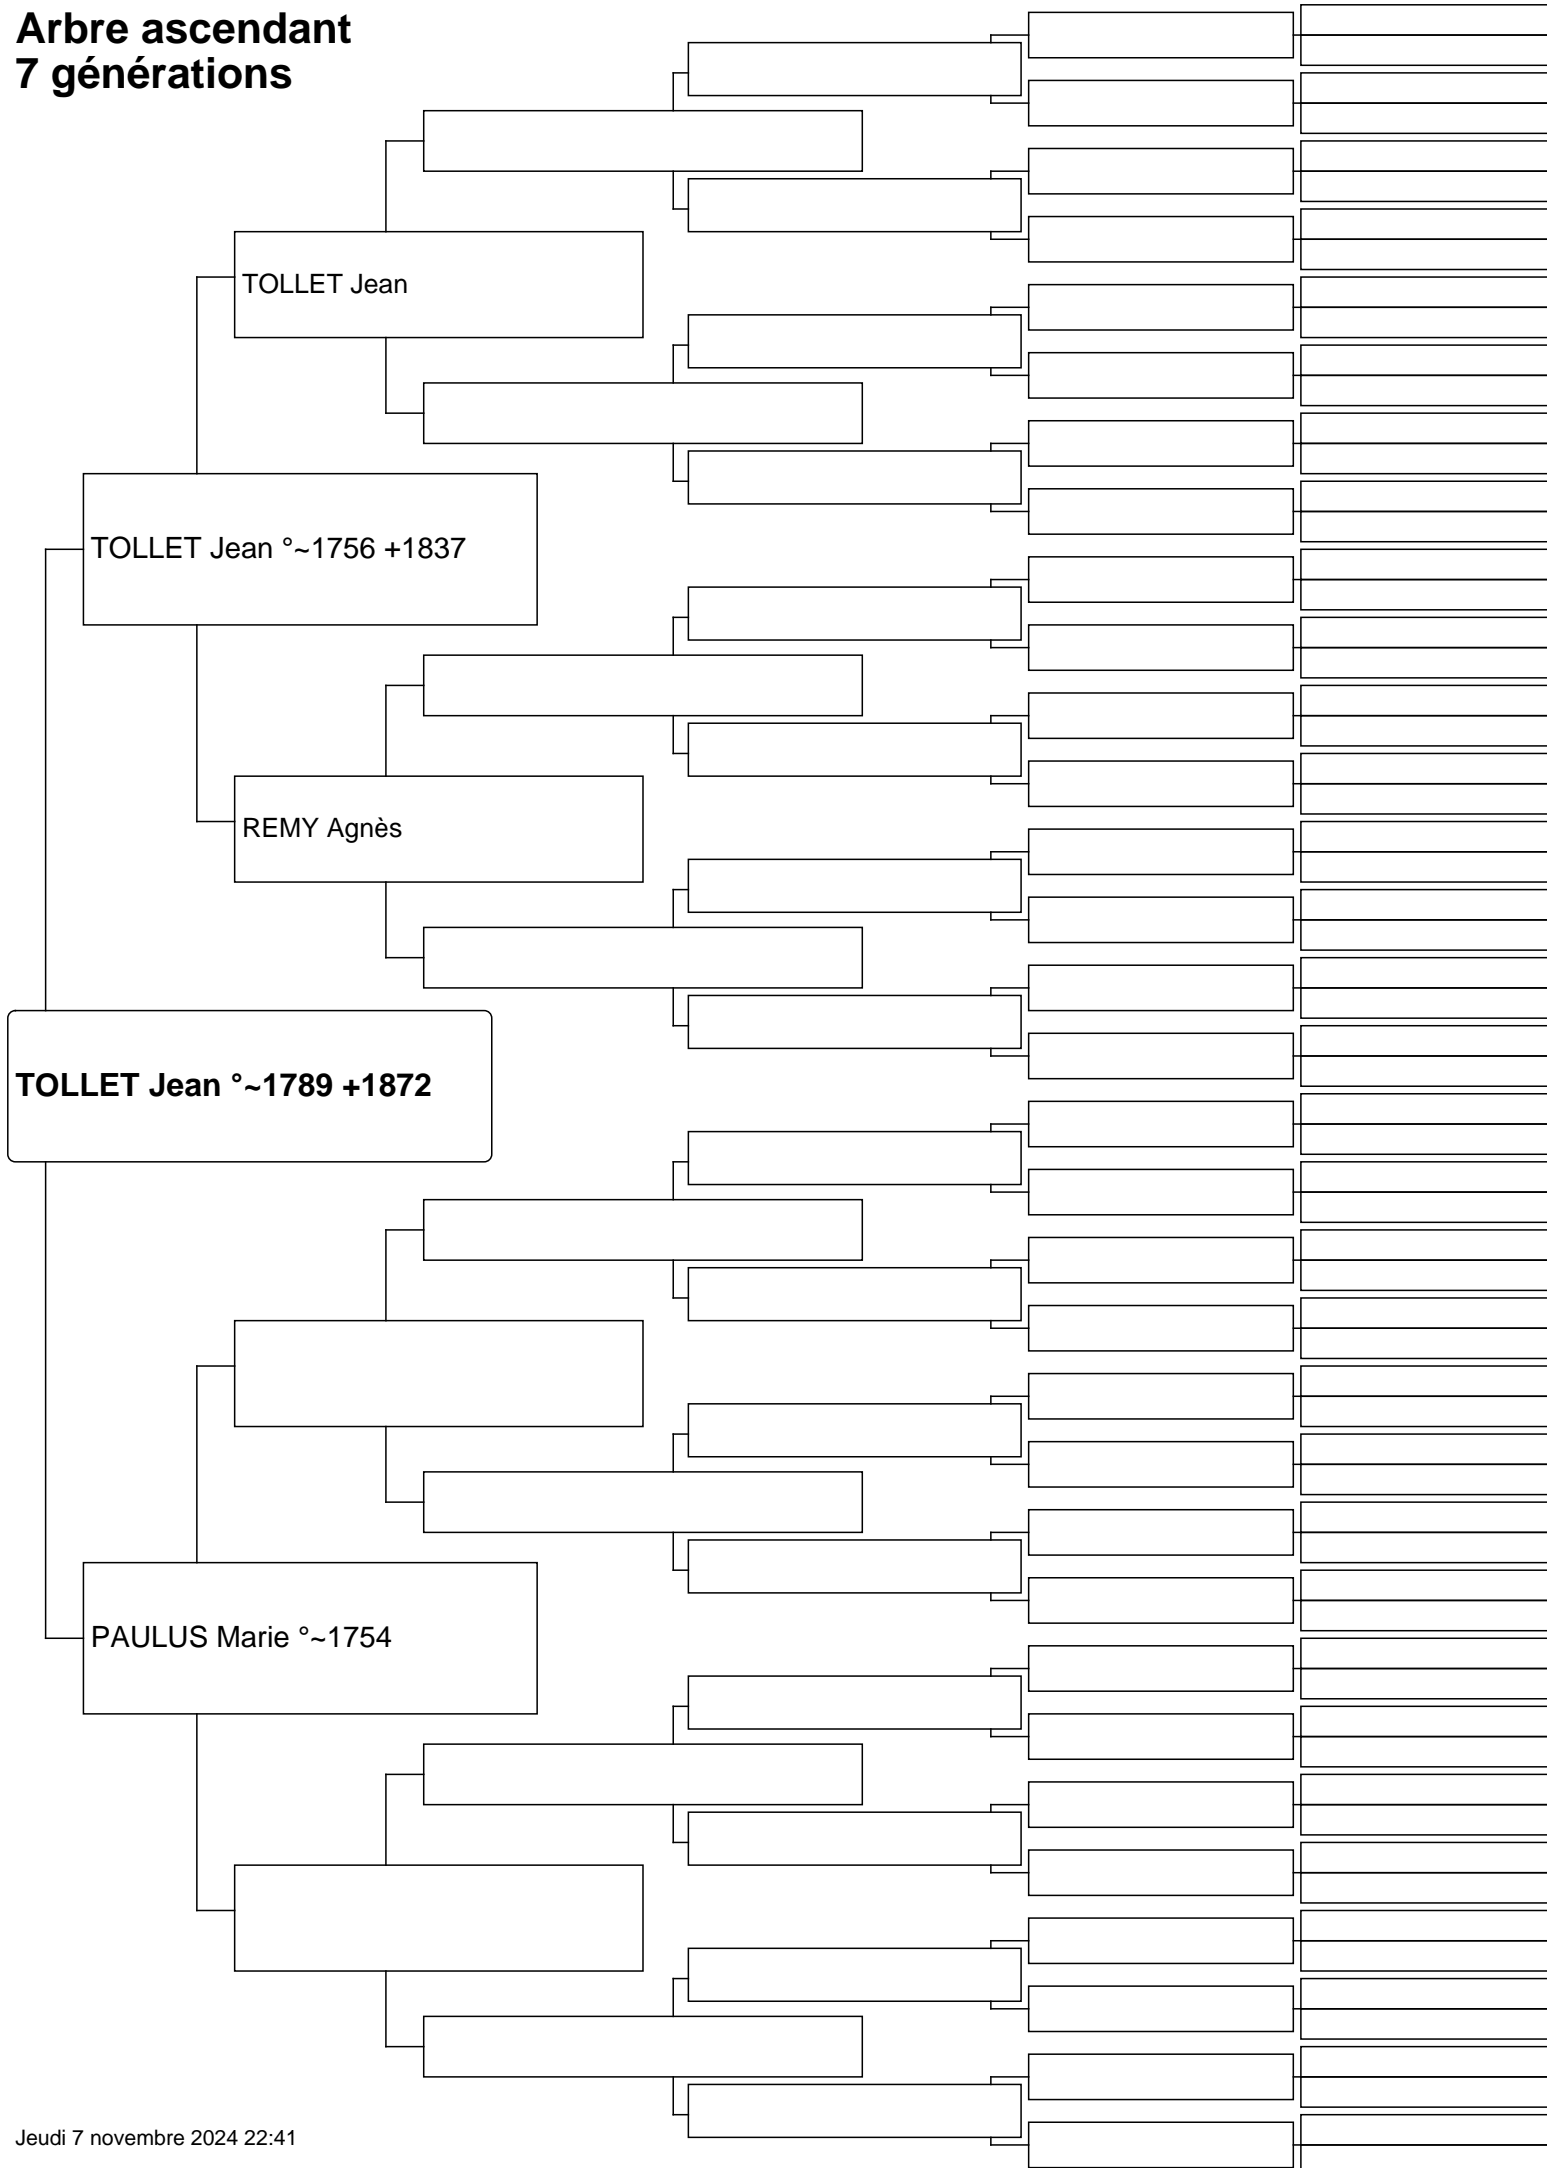 Arbre ascendant
7 générations
TOLLET Jean
TOLLET Jean °~1756 +1837
REMY Agnès
TOLLET Jean °~1789 +1872
PAULUS Marie °~1754
Jeudi 7 novembre 2024 22:41